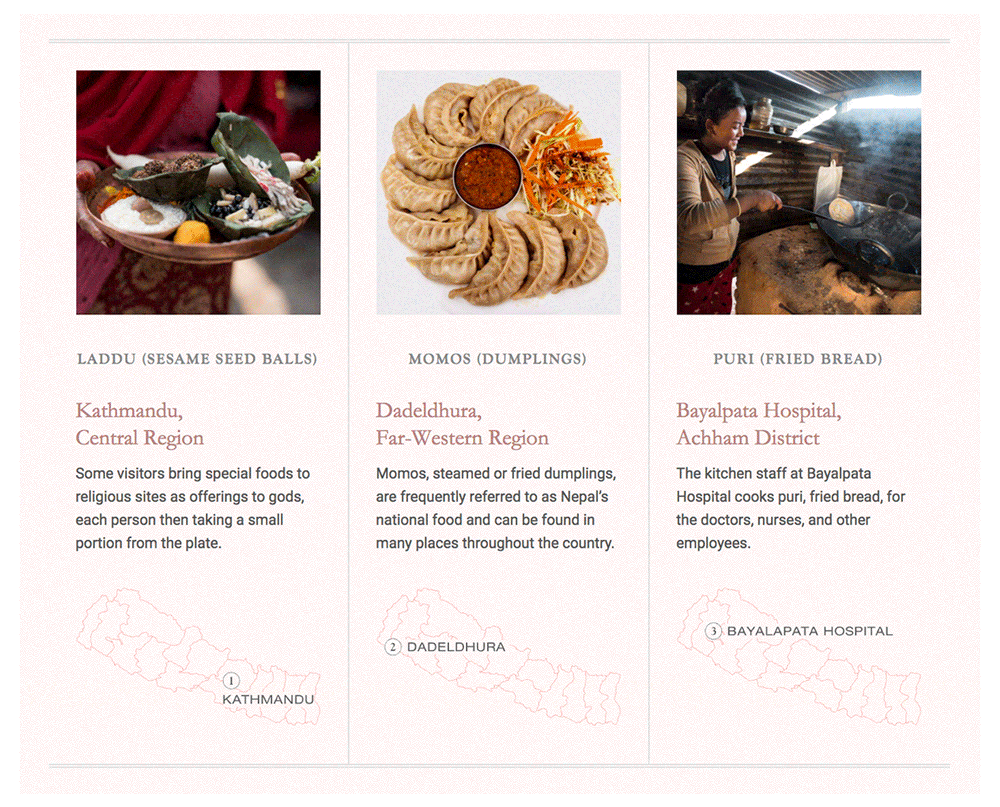 LADDU (SESAME SEED BALLS)
Kathmandu,
Central Region
Some visitors bring special foods to
religious sites as offerings to gods,
each person then taking a small
portion from the plate.
1
KATHMANDU
MOMOS (DUMPLINGS)
Dadeldhura,
Far-Western Region
Momos, steamed or fried dumplings,
are frequently referred to as Nepal's
national food and can be found in
many places throughout the country.
2 DADELDHURA
PURI (FRIED BREAD)
Bayalpata Hospital,
Achham District
The kitchen staff at Bayalpata
Hospital cooks puri, fried bread, for
the doctors, nurses, and other
employees.
3 BAYALAPATA HOSPITAL